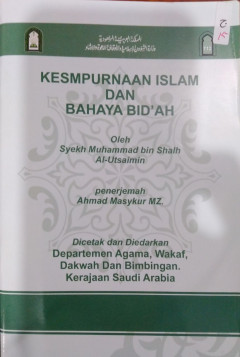 KESMPURNAAN ISLAM
DAN
BAHAYA BID'AH
Oleh
Syekh Muhammad bin Shalh
Al-Utsaimin
penerjemah
Ahmad Masykur MZ.
Dicetak dan Diedarkan
Departemen Agama, Wakaf,
Dakwah Dan Bimbingan.
Kerajaan Saudi Arabia